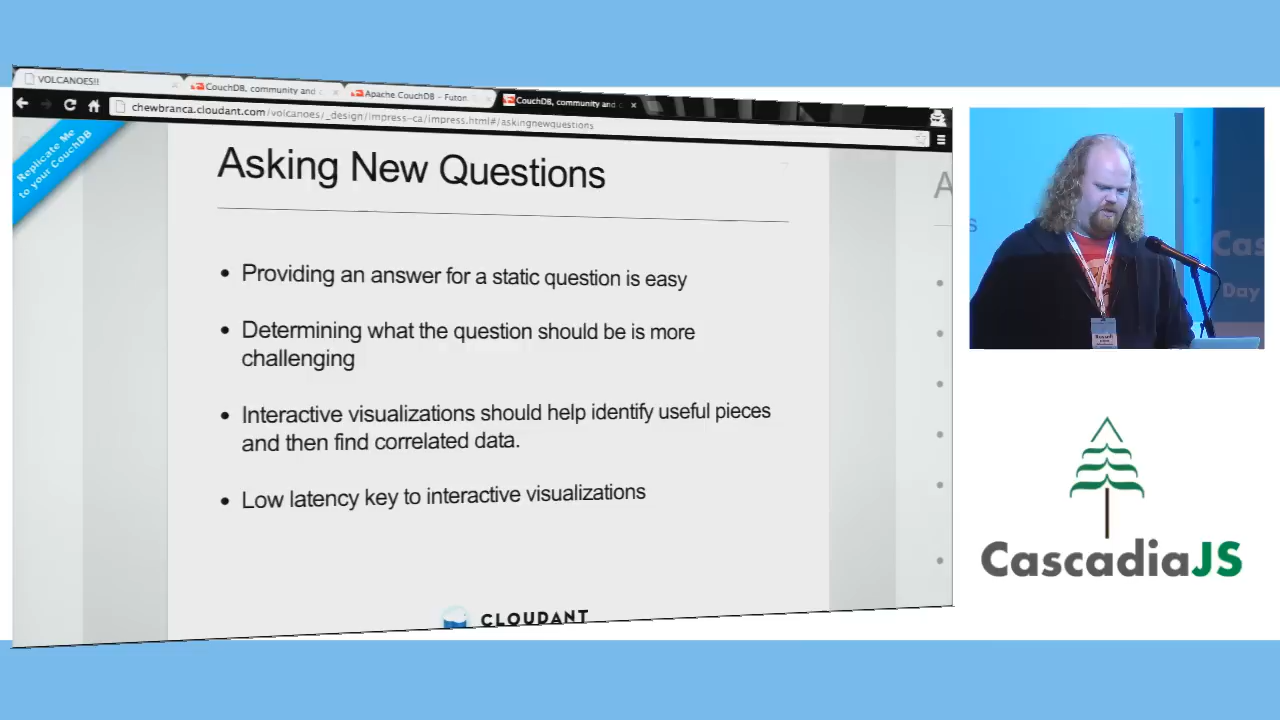 VOLCANOES!!
CouchDB, community and c
Apache CouchDB - Futon
CouchDB, community and c
chewbranca.cloudant.com/volcanoes/_design/impress-ca/impress.html#/askingnewquestions
Replicate Me
to your CouchDB
Asking New Questions
• Providing an answer for a static question is easy
• Determining what the question should be is more
challenging
• Interactive visualizations should help identify useful pieces
and then find correlated data.
• Low latency key to interactive visualizations
CLOUDANT
A
s
Cas
Day
CascadiaJS